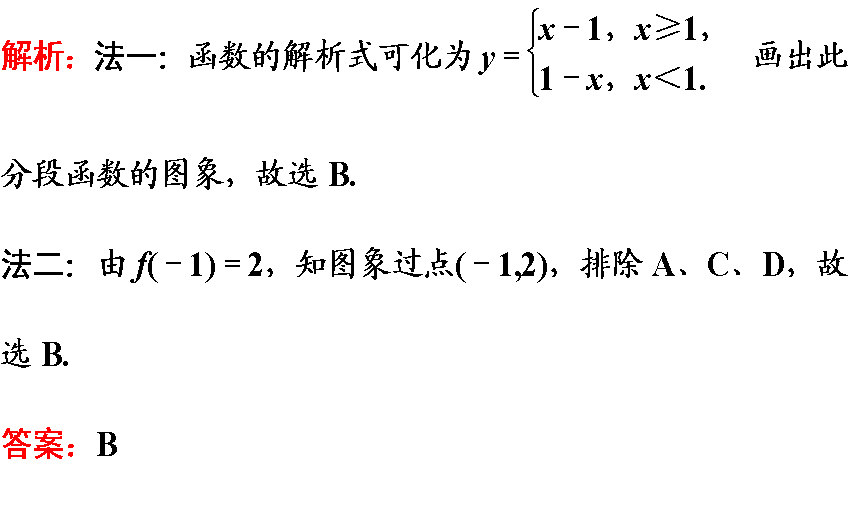 解析：法一：函数的解析式可化为 y = { x－1，x≥1， 1－x，x＜1. 画出此
分段函数的图象，故选 B.
法二：由 f(－1) = 2，知图象过点(－1,2)，排除 A、C、D，故
选 B.
答案：B